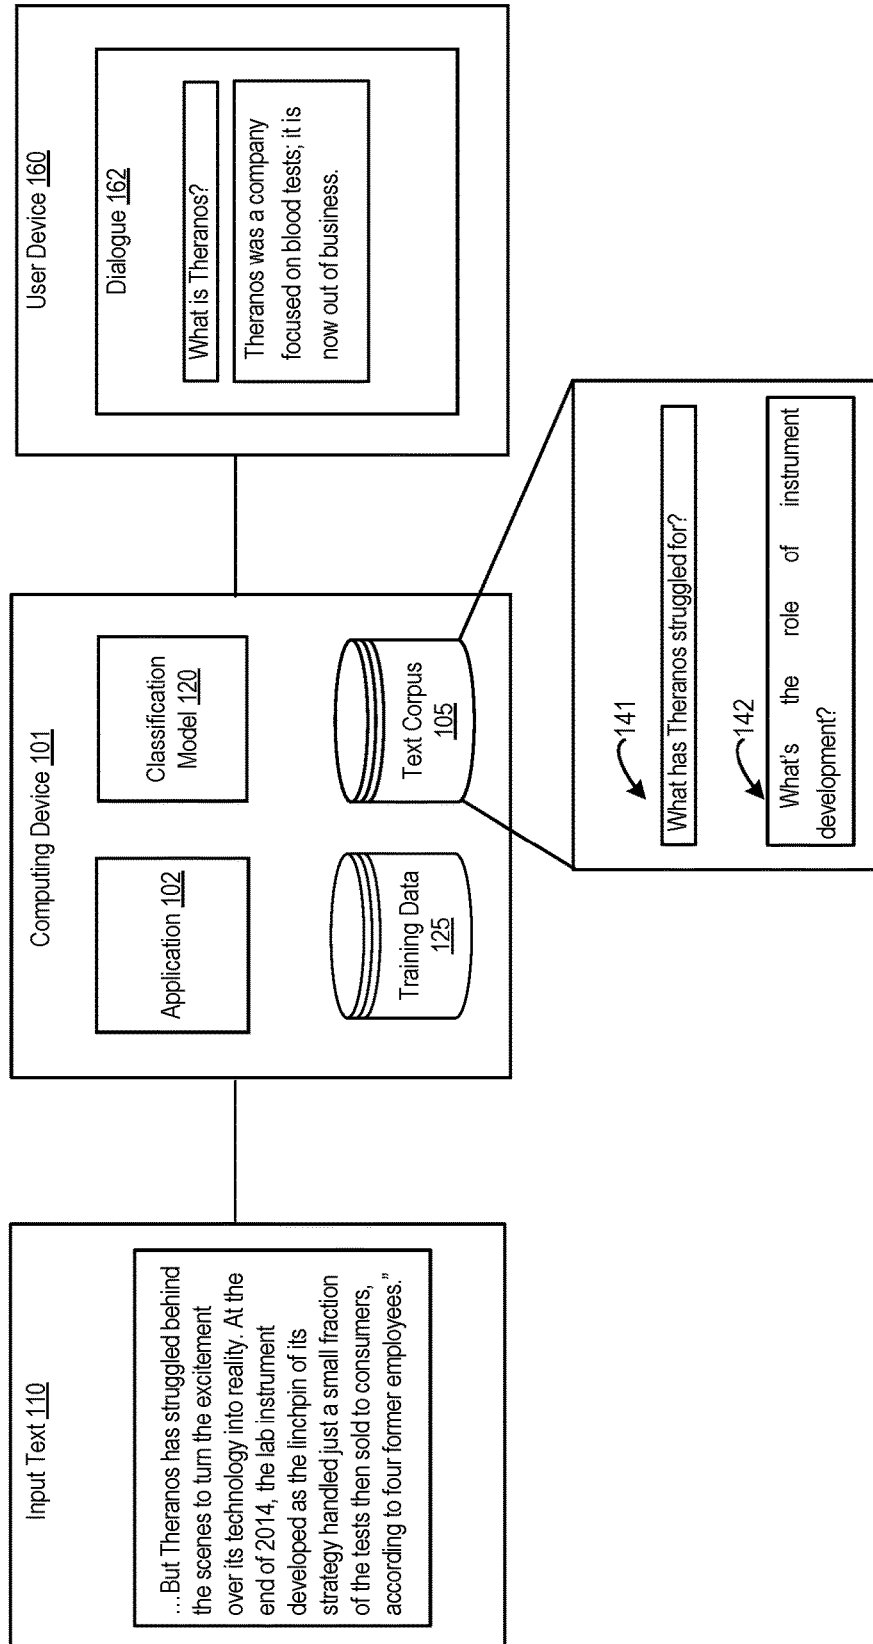 Input Text 110
…But Theranos has struggled behind
the scenes to turn the excitement
over its technology into reality. At the
end of 2014, the lab instrument
developed as the linchpin of its
strategy handled just a small fraction
of the tests then sold to consumers,
according to four former employees.”
Computing Device 101
Application 102
Classification
Model 120
Training Data
125
Text Corpus
105
User Device 160
Dialogue 162
What is Theranos?
Theranos was a company
focused on blood tests; it is
now out of business.
141
What has Theranos struggled for?
142
What's the role of instrument
development?